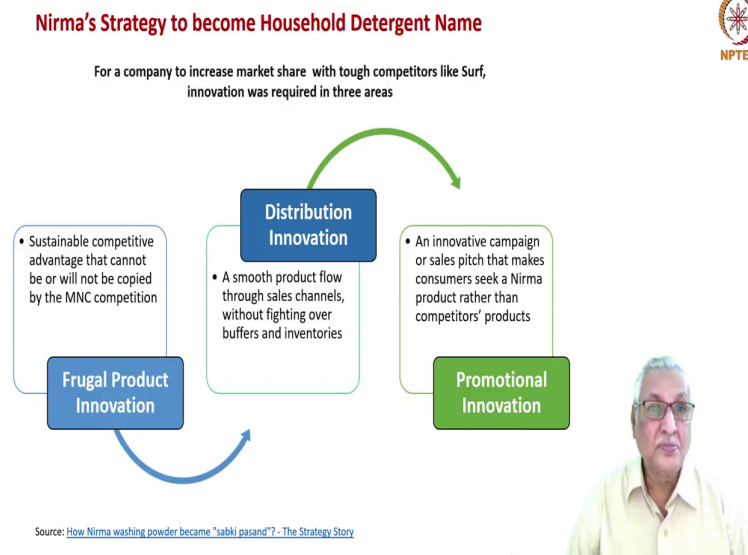 Nirma's Strategy to become Household Detergent Name
NPTE
For a company to increase market share with tough competitors like Surf,
innovation was required in three areas
• Sustainable competitive
advantage that cannot
be or will not be copied
by the MNC competition
Frugal Product
Innovation
Distribution
Innovation
• A smooth product flow
through sales channels,
without fighting over
buffers and inventories
• An innovative campaign
or sales pitch that makes
consumers seek a Nirma
product rather than
competitors' products
Promotional
Innovation
Source: How Nirma washing powder became "sabki pasand"? - The Strategy Story